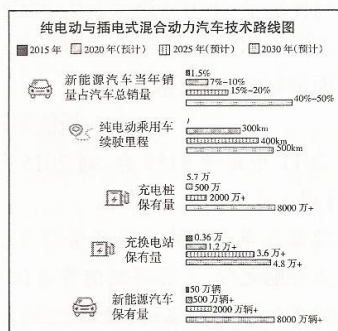 纯电动与插电式混合动力汽车技术路线图
2015年 2020年(预计) 2025年(预计) 2030年(预计)
新能源汽车当年销
量占汽车总销量
1.5%
7%~10%
15%~20%
40%~50%
纯电动乘用车
续驶里程
/
300km
400km
500km
充电桩
保有量
5.7万
500万
2000万+
8000万+
充换电站
保有量
0.36万
1.2万+
3.6万+
4.8万+
新能源汽车
保有量
50万辆
500万辆+
2000万辆+
8000万辆+